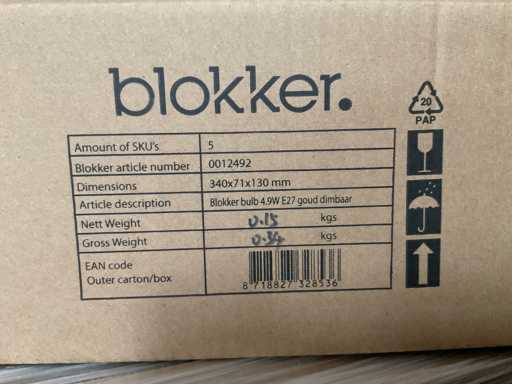 blokker.
20
PAP
Amount of SKU's 5
Blokker article number 0012492
Dimensions 340x71x130 mm
Article description Blokker bulb 4.9W E27 goud dimbaar
Nett Weight 0.15 kgs
Gross Weight 0.34 kgs
EAN code
Outer carton/box
8 718827 328536